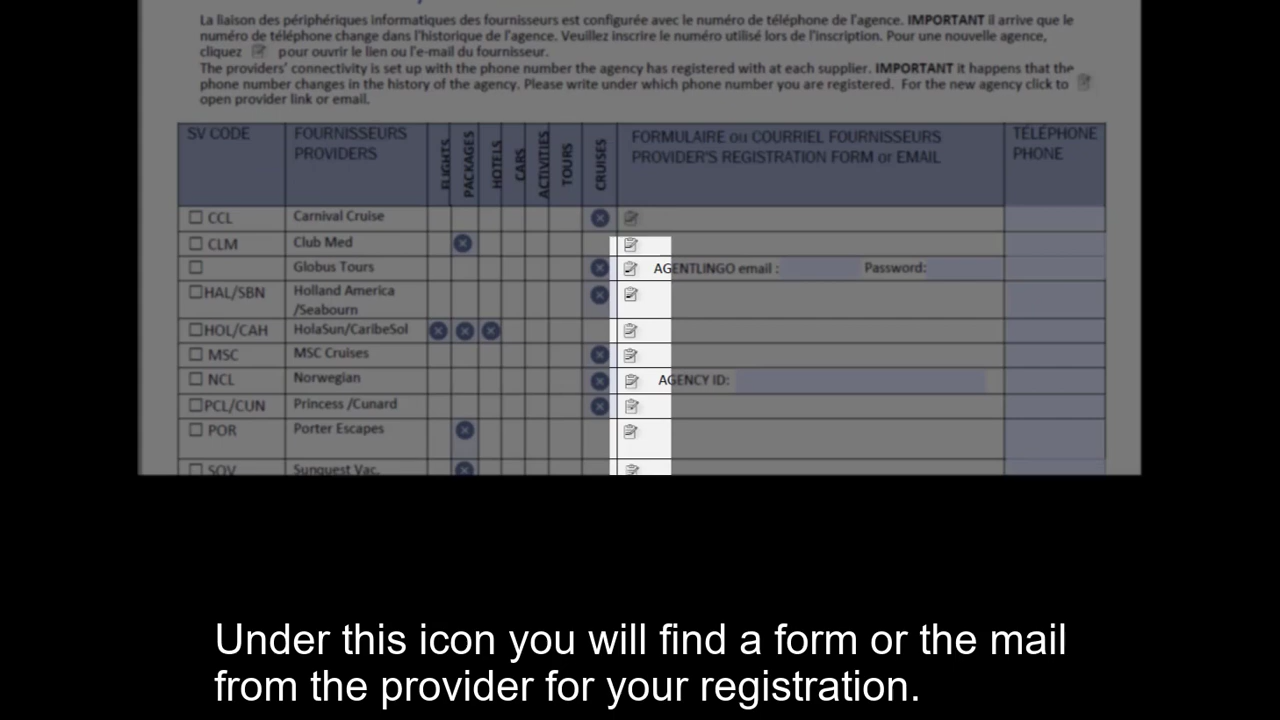 La liaison des périphériques informatiques des fournisseurs est configurée avec le numéro de téléphone de l'agence. IMPORTANT il arrive que le
numéro de téléphone change dans l'historique de l'agence. Veuillez inscrire le numéro utilisé lors de l'inscription. Pour une nouvelle agence,
cliquez pour ouvrir le lien ou l'e-mail du fournisseur.
The providers' connectivity is set up with the phone number the agency has registered with at each supplier. IMPORTANT it happens that the
phone number changes in the history of the agency. Please write under which phone number you are registered. For the new agency click to
open provider link or email.
SV CODE FOURNISSEURS PROVIDERS FLIGHTS PACKAGES HOTELS CARS ACTIVITIES TOURS CRUISES FORMULAIRE ou COURRIEL FOURNISSEURS PROVIDER'S REGISTRATION FORM or EMAIL TÉLÉPHONE PHONE
CCL Carnival Cruise
CLM Club Med
Globus Tours AGENTLINGO email : Password:
HAL/SBN Holland America
/Seabourn
HOL/CAH HolaSun/CaribeSol
MSC MSC Cruises
NCL Norwegian AGENCY ID:
PCL/CUN Princess /Cunard
POR Porter Escapes
SOV Sunquest Vac.
Under this icon you will find a form or the mail
from the provider for your registration.